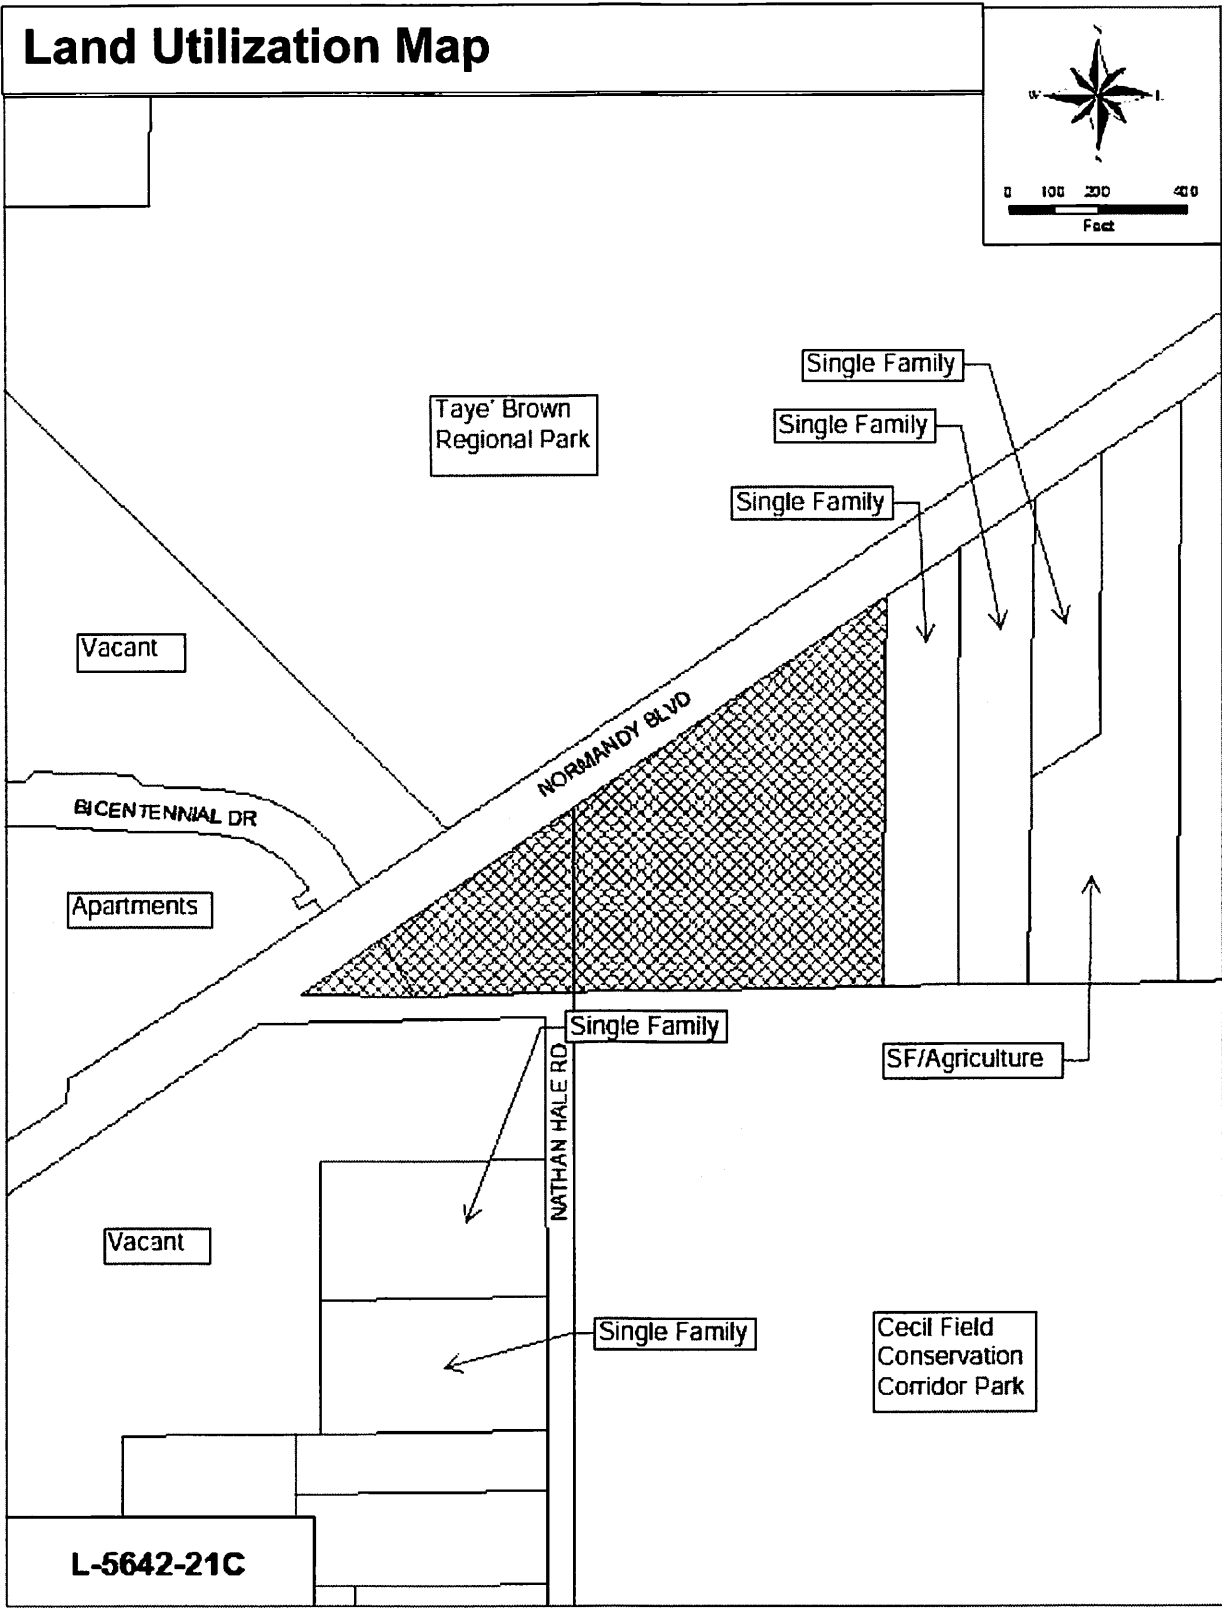 Land Utilization Map
N
W
S
0 100 200 400
Feet
Single Family
Taye' Brown
Regional Park
Single Family
Single Family
Vacant
NORMANDY BLVD
BICENTENNIAL DR
Apartments
Single Family
SF/Agriculture
NATHAN HALE RD
Vacant
Single Family
Cecil Field
Conservation
Corridor Park
L-5642-21C